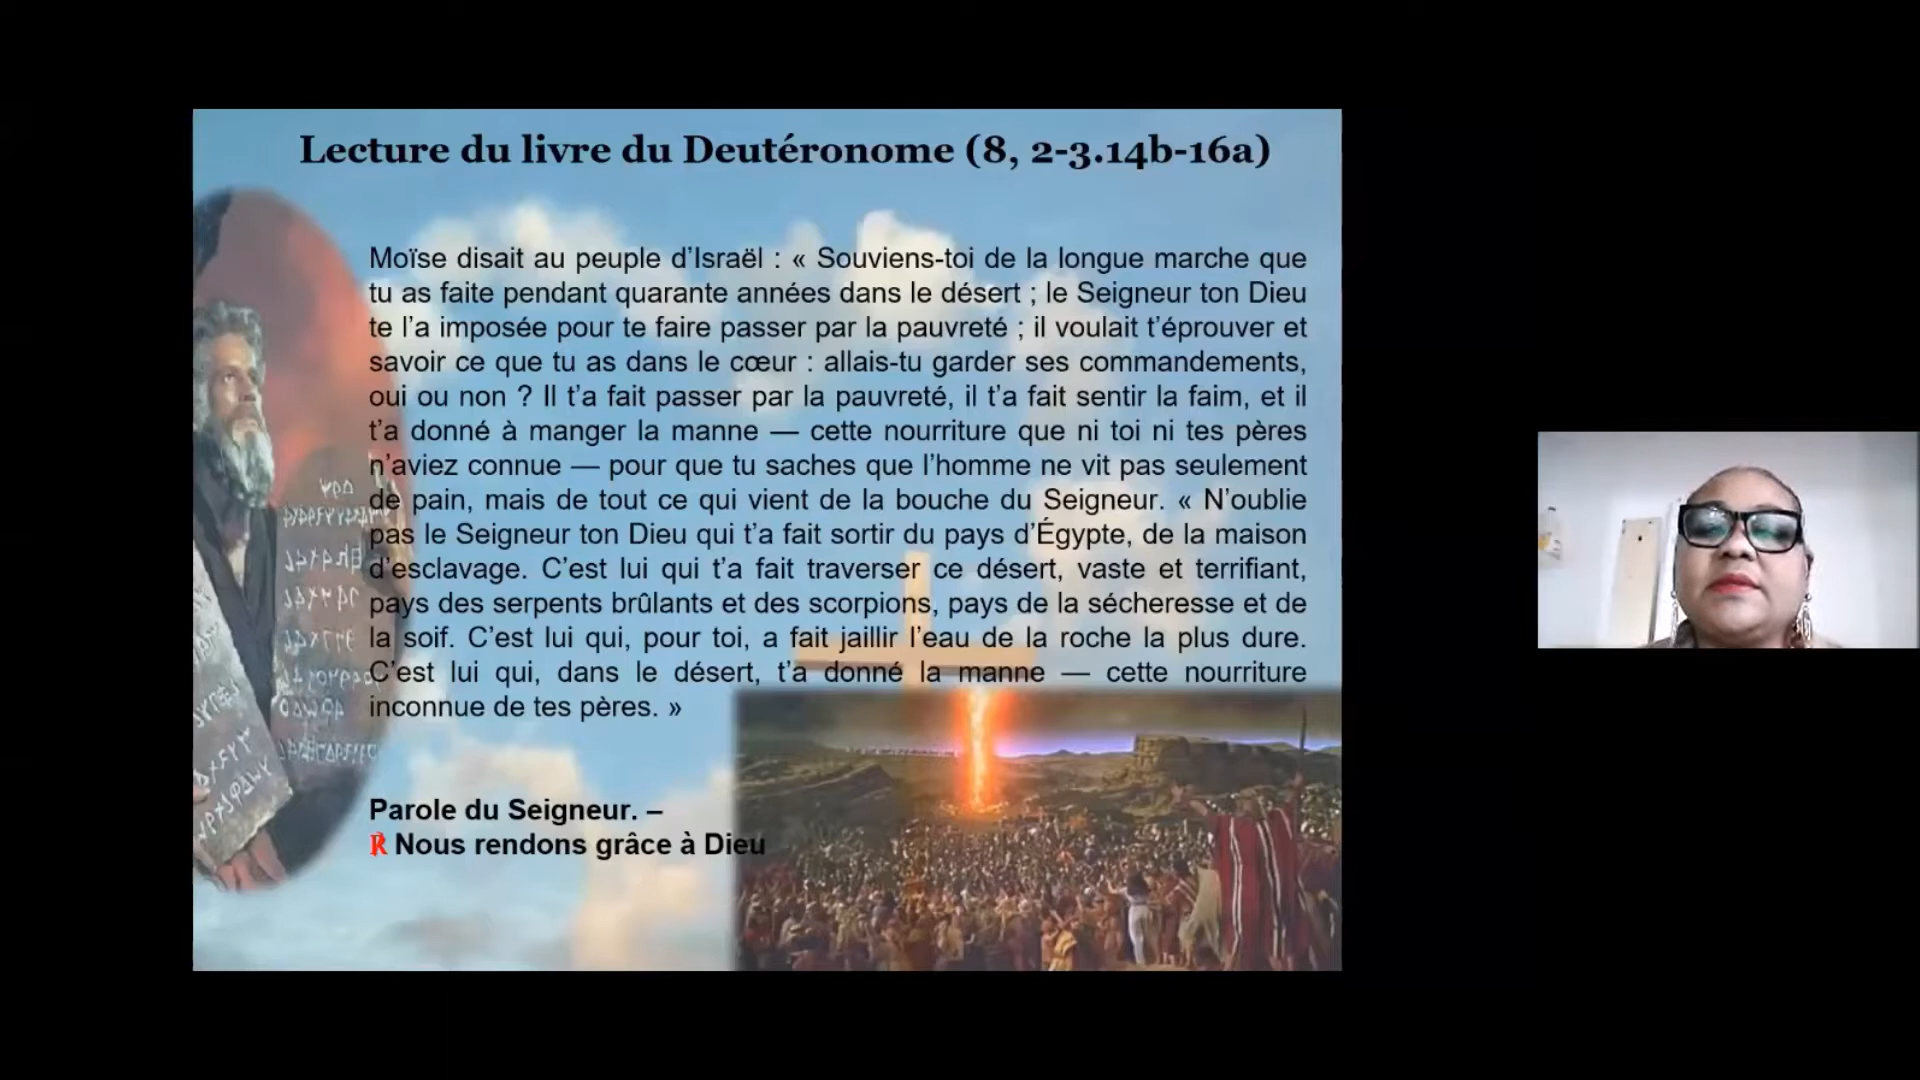 Lecture du livre du Deutéronome (8, 2-3.14b-16a)
Moïse disait au peuple d’Israël : « Souviens-toi de la longue marche que
tu as faite pendant quarante années dans le désert ; le Seigneur ton Dieu
te l’a imposée pour te faire passer par la pauvreté ; il voulait t’éprouver et
savoir ce que tu as dans le cœur : allais-tu garder ses commandements,
oui ou non ? Il t’a fait passer par la pauvreté, il t’a fait sentir la faim, et il
t’a donné à manger la manne — cette nourriture que ni toi ni tes pères
n’aviez connue — pour que tu saches que l’homme ne vit pas seulement
de pain, mais de tout ce qui vient de la bouche du Seigneur. « N’oublie
pas le Seigneur ton Dieu qui t’a fait sortir du pays d’Égypte, de la maison
d’esclavage. C’est lui qui t’a fait traverser ce désert, vaste et terrifiant,
pays des serpents brûlants et des scorpions, pays de la sécheresse et de
la soif. C’est lui qui, pour toi, a fait jaillir l’eau de la roche la plus dure.
C’est lui qui, dans le désert, t’a donné la manne — cette nourriture
inconnue de tes pères. »
Parole du Seigneur. –
℟ Nous rendons grâce à Dieu